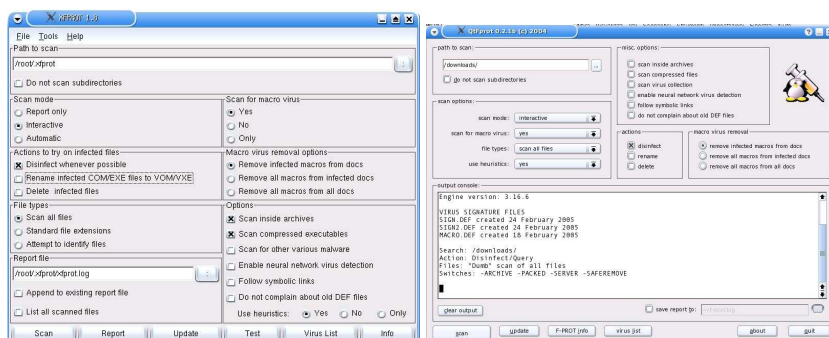 XFPROT 1.8
File Tools Help
Path to scan
/root/.xfprot
Do not scan subdirectories
Scan mode
Report only
Interactive
Automatic
Scan for macro virus
Yes
No
Only
Actions to try on infected files
Disinfect whenever possible
Rename infected COM/EXE files to VOM/VXE
Delete infected files
Macro virus removal options
Remove infected macros from docs
Remove all macros from infected docs
Remove all macros from all docs
File types
Scan all files
Standard file extensions
Attempt to identify files
Options
Scan inside archives
Scan compressed executables
Scan for other various malware
Enable neural network virus detection
Follow symbolic links
Do not complain about old DEF files
Use heuristics: Yes No Only
Report file
/root/.xfprot/xfprot.log
Append to existing report file
List all scanned files
Scan Report Update Test Virus List Info
QtFprot 0.2.1b (c) 2004
path to scan:
/downloads/
do not scan subdirectories
misc. options:
scan inside archives
scan compressed files
scan virus collection
enable neural network virus detection
follow symbolic links
do not complain about old DEF files
scan options:
scan mode: interactive
scan for macro virus: yes
file types: scan all files
use heuristics: yes
actions
disinfect
rename
delete
macro virus removal
remove infected macros from docs
remove all macros from infected docs
remove all macros from all docs
output console:
Engine version: 3.16.6
VIRUS SIGNATURE FILES
SIGN.DEF created 24 February 2005
SIGN2.DEF created 24 February 2005
MACRO.DEF created 18 February 2005
Search: /downloads/
Action: Disinfect/Query
Files: "Dumb" scan of all files
Switches: -ARCHIVE -PACKED -SERVER -SAFEREMOVE
clear output
save report to:
scan update F-PROT info virus list about quit